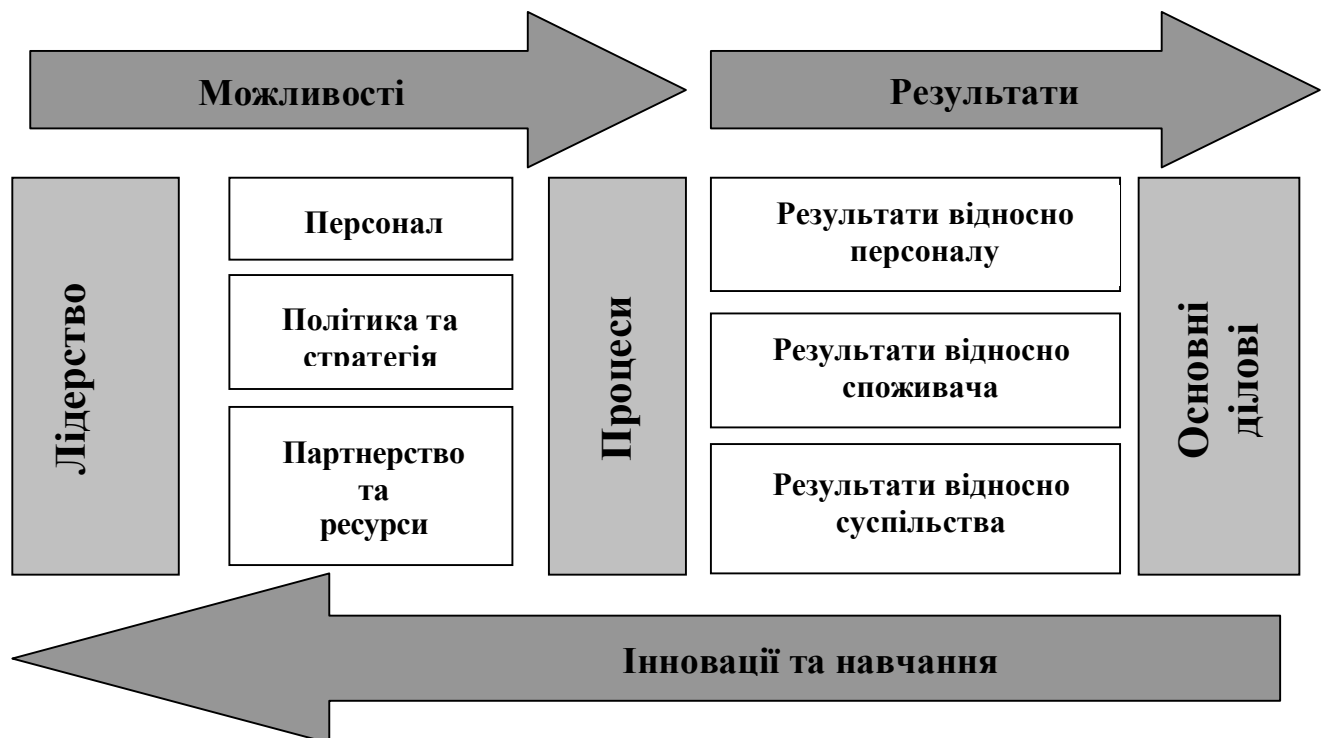 Можливості
Результати
Лідерство
Персонал
Політика та
стратегія
Партнерство
та
ресурси
Процеси
Результати відносно
персоналу
Результати відносно
споживача
Результати відносно
суспільства
Основні
ділові
Інновації та навчання